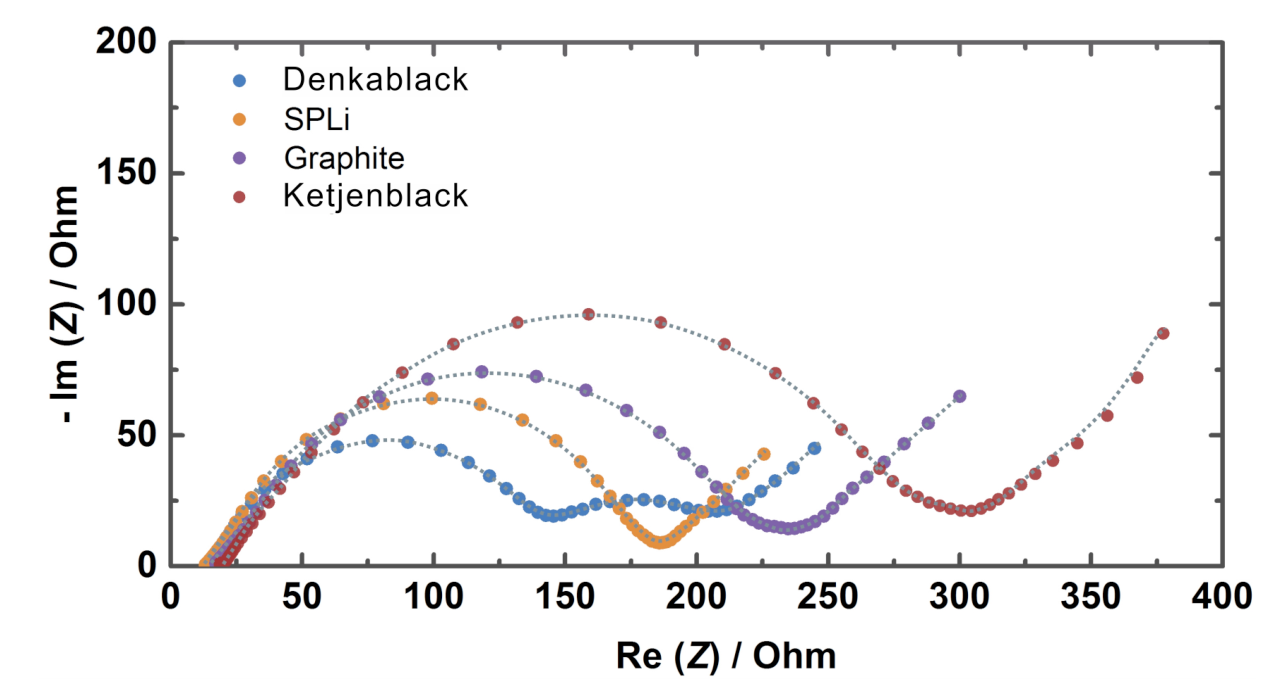 200
150
100
50
0
- Im (Z) / Ohm
Denkablack
SPLi
Graphite
Ketjenblack
0 50 100 150 200 250 300 350 400
Re (Z) / Ohm